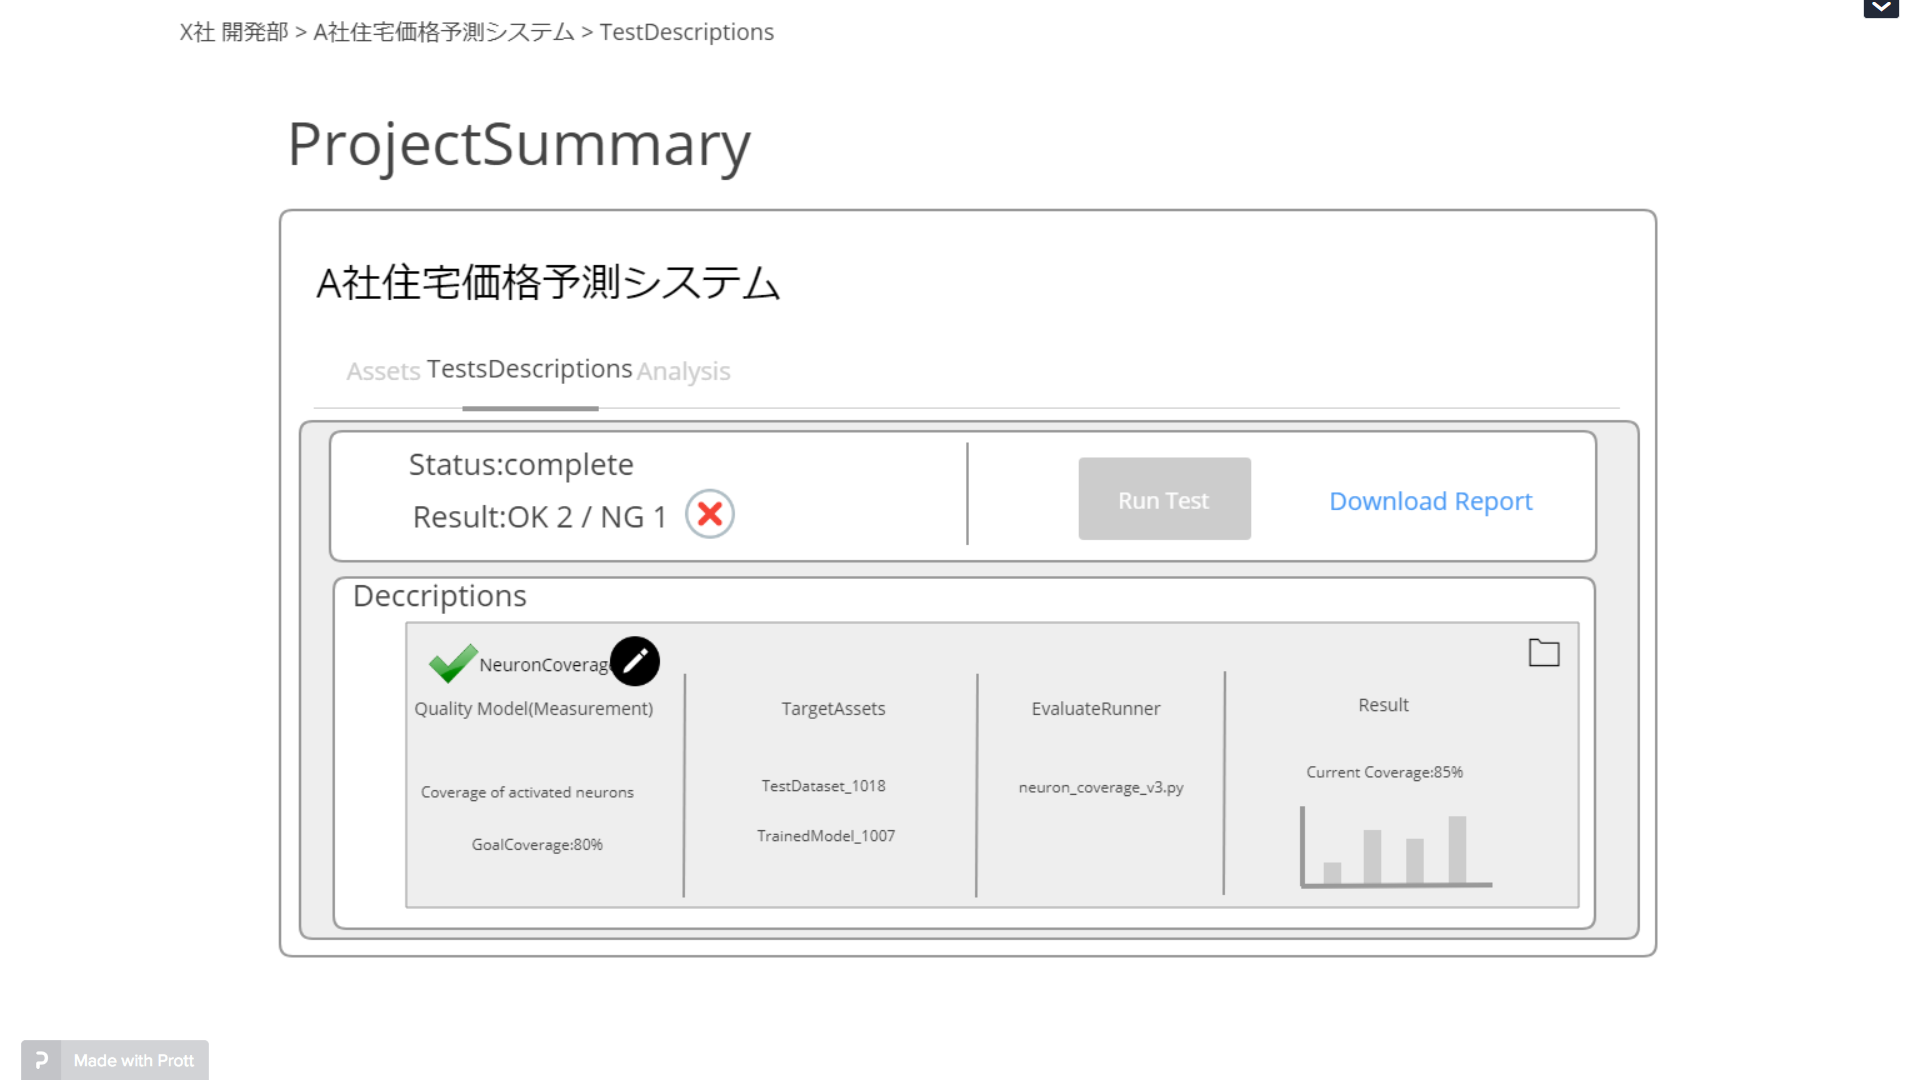 X社 開発部 > A社住宅価格予測システム > TestDescriptions
ProjectSummary
A社住宅価格予測システム
Assets TestsDescriptions Analysis
Status:complete
Result:OK 2 / NG 1
Run Test
Download Report
Deccriptions
NeuronCoverag
Quality Model(Measurement)
Coverage of activated neurons
GoalCoverage:80%
TargetAssets
TestDataset_1018
TrainedModel_1007
EvaluateRunner
neuron_coverage_v3.py
Result
Current Coverage:85%
Made with Prott